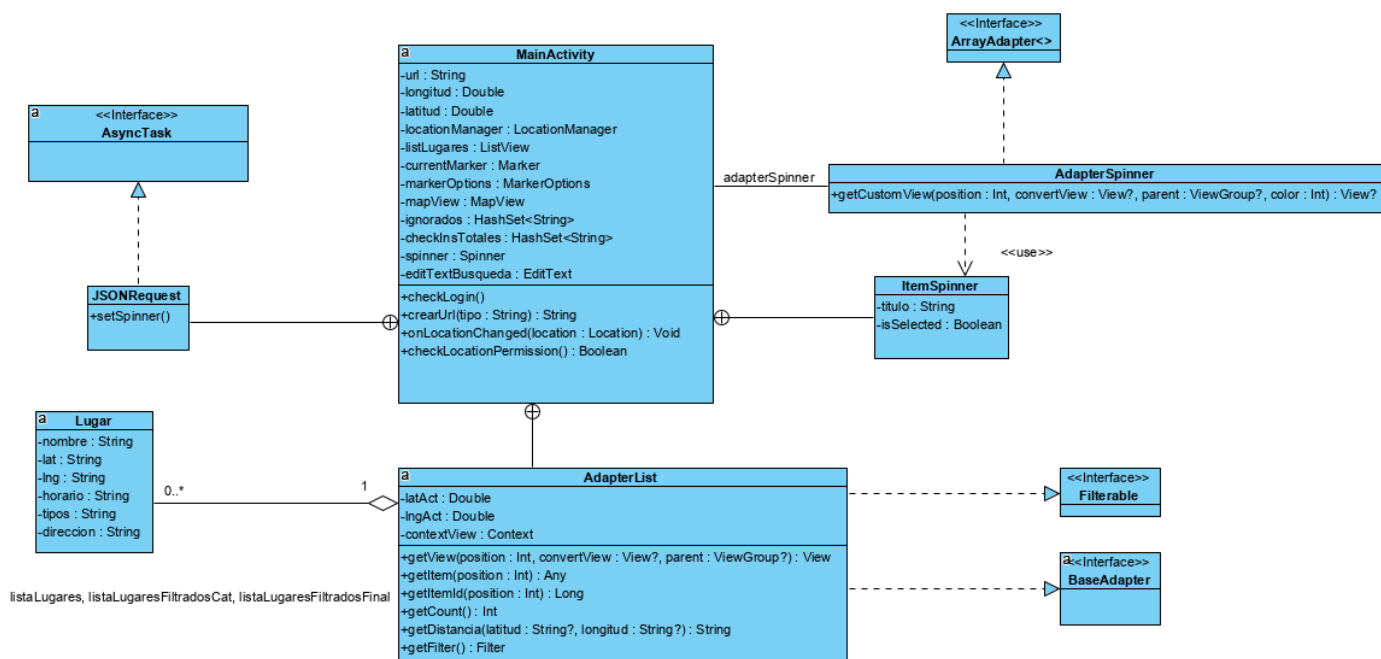 <<Interface>>
ArrayAdapter<>
a
MainActivity
-url : String
-longitud : Double
-latitud : Double
-locationManager : LocationManager
-listLugares : ListView
-currentMarker : Marker
-markerOptions : MarkerOptions
-mapView : MapView
-ignorados : HashSet<String>
-checkInsTotales : HashSet<String>
-spinner : Spinner
-editTextBusqueda : EditText
+checkLogin()
+crearUrl(tipo : String) : String
+onLocationChanged(location : Location) : Void
+checkLocationPermission() : Boolean
a
<<Interface>>
AsyncTask
adapterSpinner
AdapterSpinner
+getCustomView(position : Int, convertView : View?, parent : ViewGroup?, color : Int) : View?
<<use>>
JSONRequest
+setSpinner()
ItemSpinner
-titulo : String
-isSelected : Boolean
a
Lugar
-nombre : String
-lat : String
-lng : String
-horario : String
-tipos : String
-direccion : String
0..*
1
listaLugares, listaLugaresFiltradosCat, listaLugaresFiltradosFinal
a
AdapterList
-latAct : Double
-lngAct : Double
-contextView : Context
+getView(position : Int, convertView : View?, parent : ViewGroup?) : View
+getItem(position : Int) : Any
+getItemId(position : Int) : Long
+getCount() : Int
+getDistancia(latitud : String?, longitud : String?) : String
+getFilter() : Filter
<<Interface>>
Filterable
a
<<Interface>>
BaseAdapter